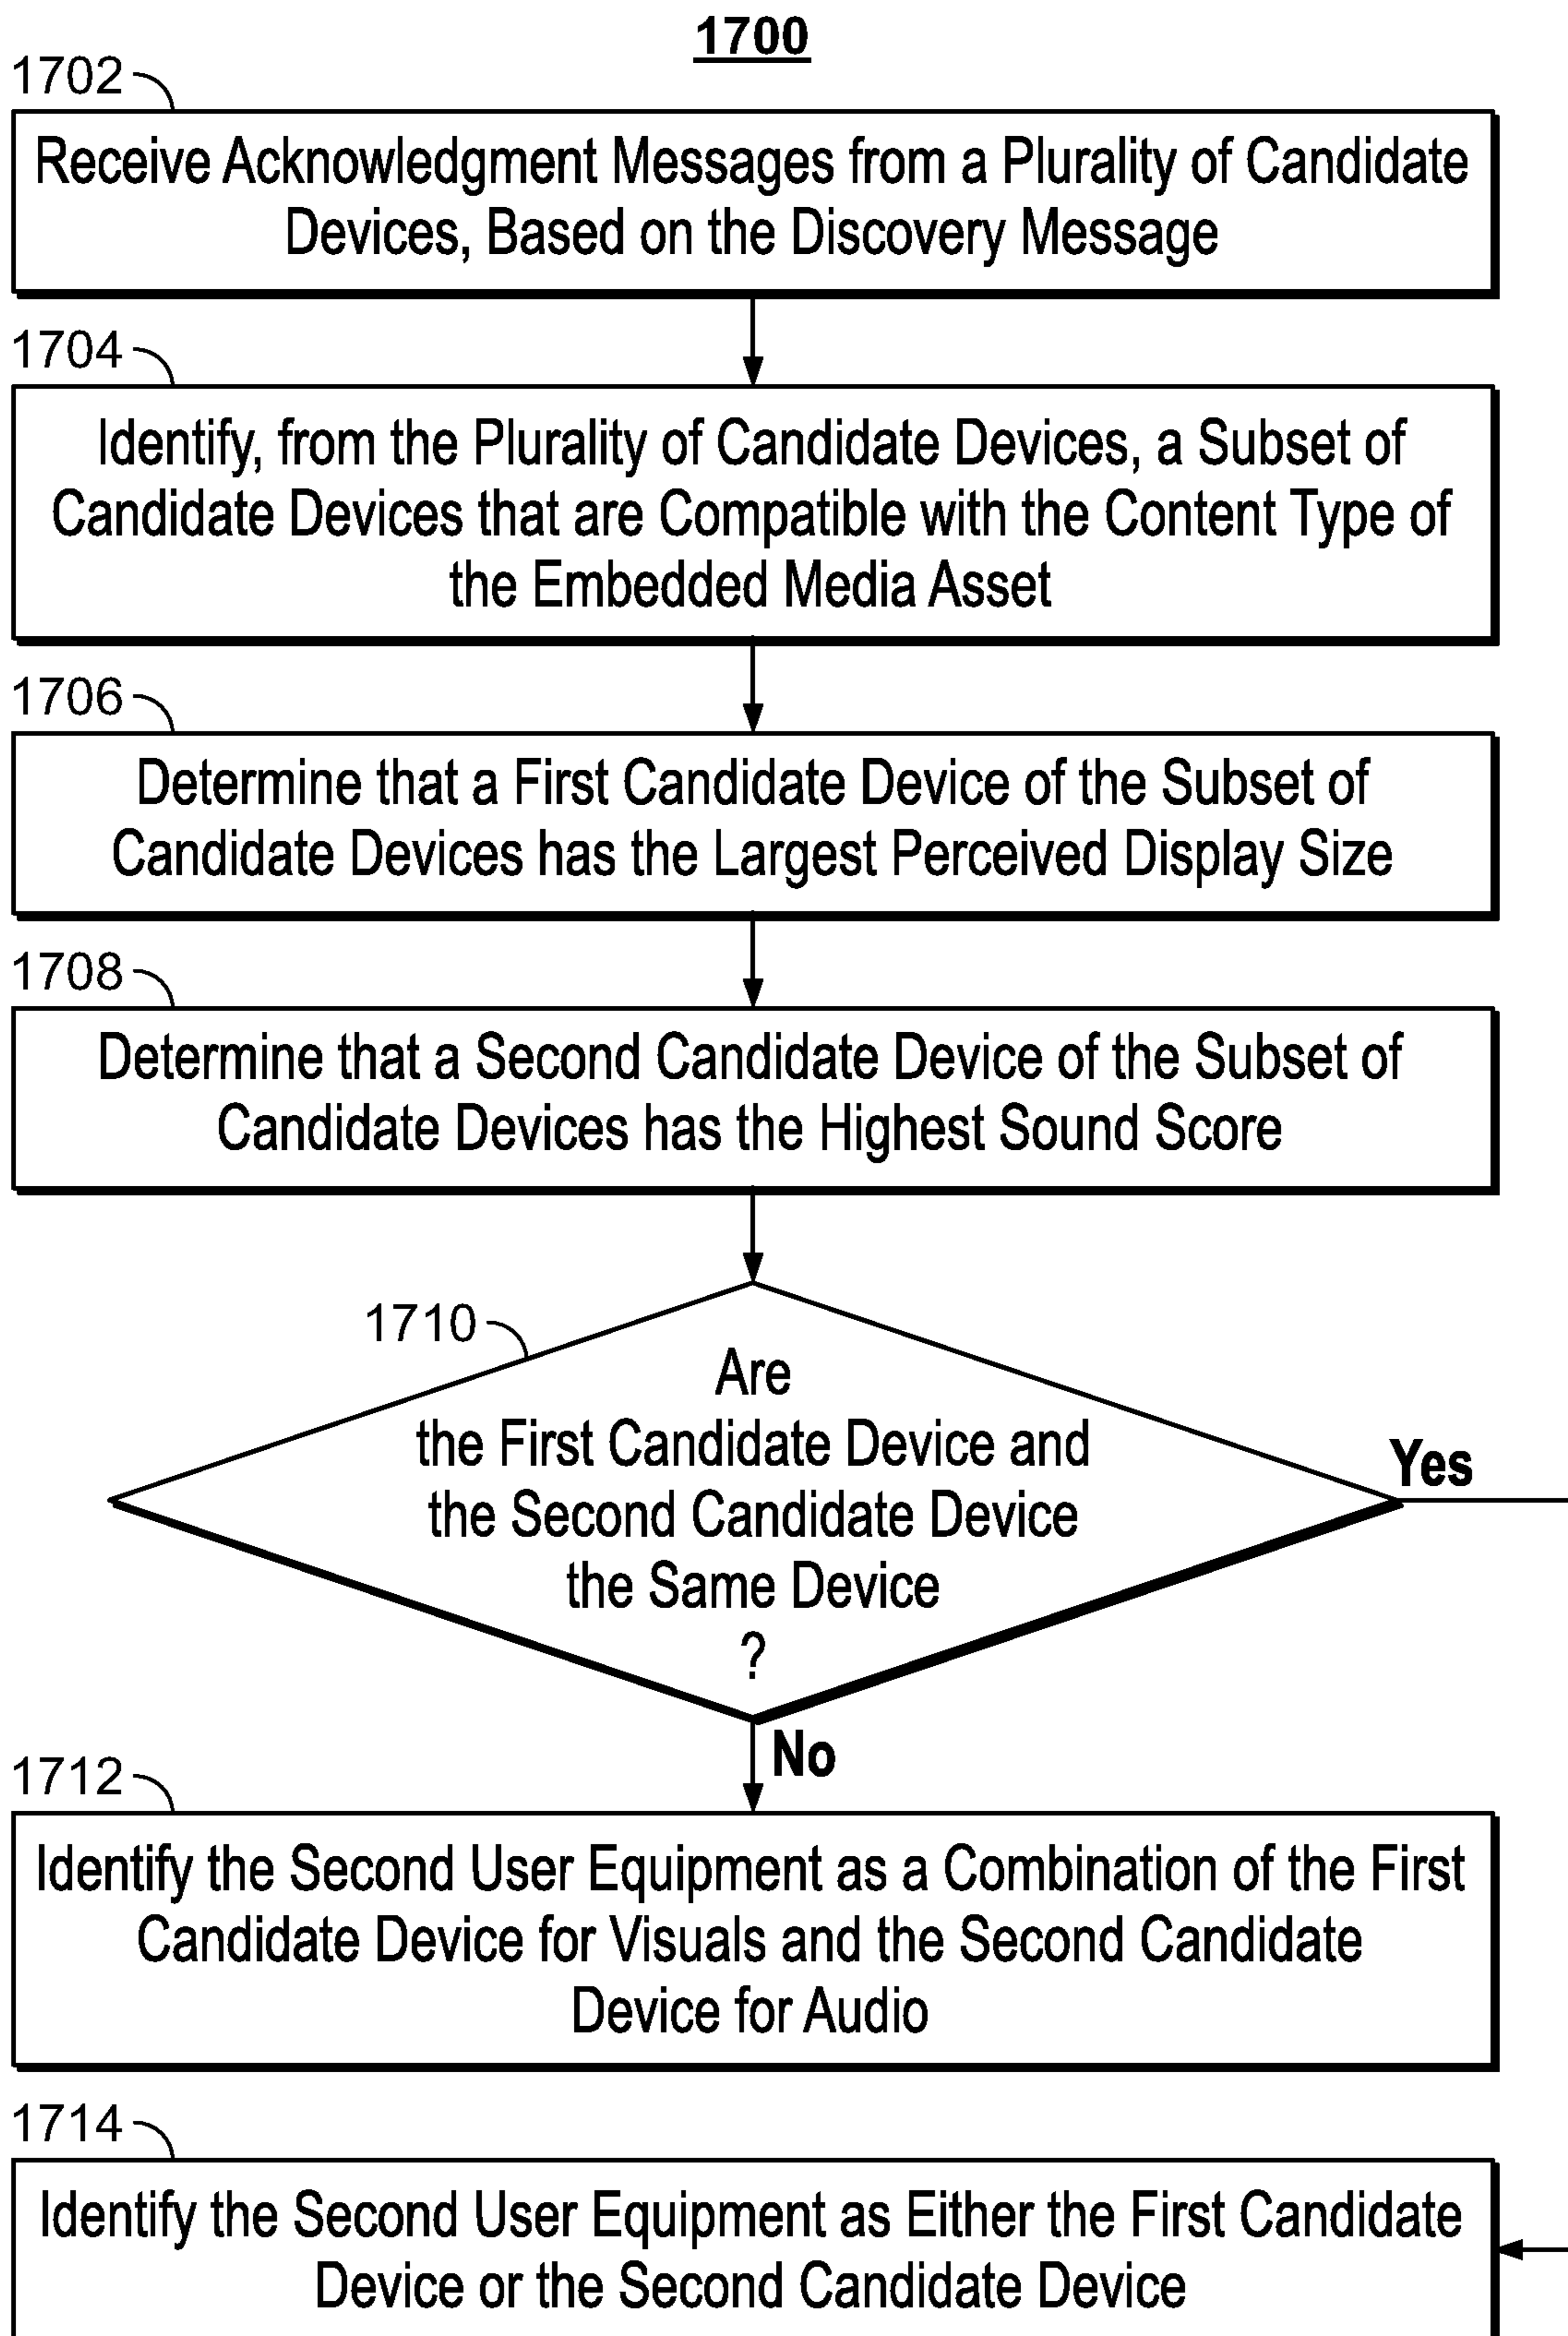 1700
1702
Receive Acknowledgment Messages from a Plurality of Candidate
Devices, Based on the Discovery Message
1704
Identify, from the Plurality of Candidate Devices, a Subset of
Candidate Devices that are Compatible with the Content Type of
the Embedded Media Asset
1706
Determine that a First Candidate Device of the Subset of
Candidate Devices has the Largest Perceived Display Size
1708
Determine that a Second Candidate Device of the Subset of
Candidate Devices has the Highest Sound Score
1710
Are
the First Candidate Device and
the Second Candidate Device
the Same Device
?
Yes
No
1712
Identify the Second User Equipment as a Combination of the First
Candidate Device for Visuals and the Second Candidate
Device for Audio
1714
Identify the Second User Equipment as Either the First Candidate
Device or the Second Candidate Device